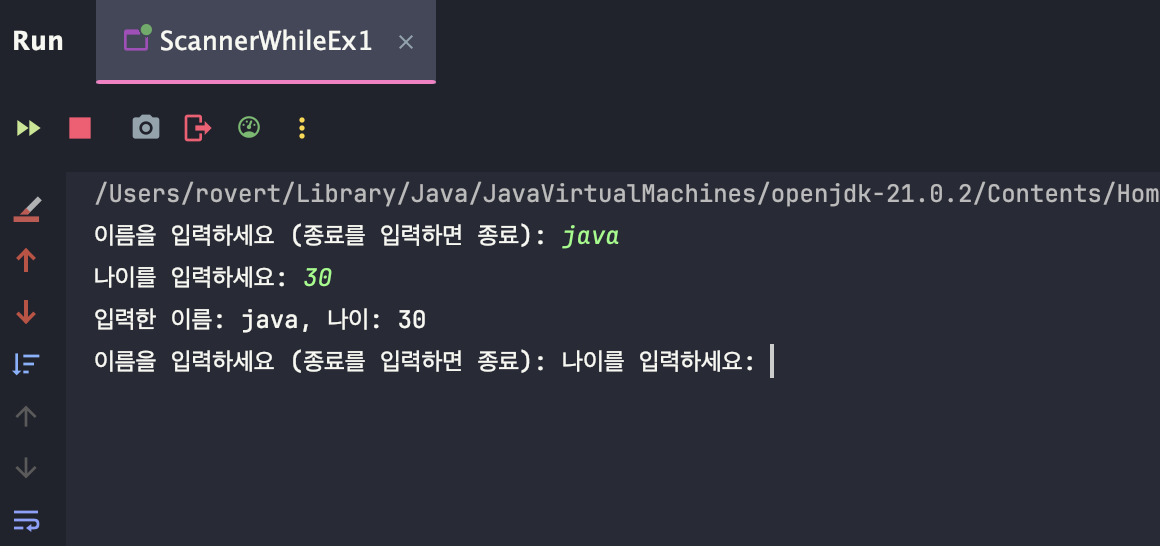 Run ScannerWhileEx1
/Users/rovert/Library/Java/JavaVirtualMachines/openjdk-21.0.2/Contents/Hom
이름을 입력하세요 (종료를 입력하면 종료): java
나이를 입력하세요: 30
입력한 이름: java, 나이: 30
이름을 입력하세요 (종료를 입력하면 종료): 나이를 입력하세요: